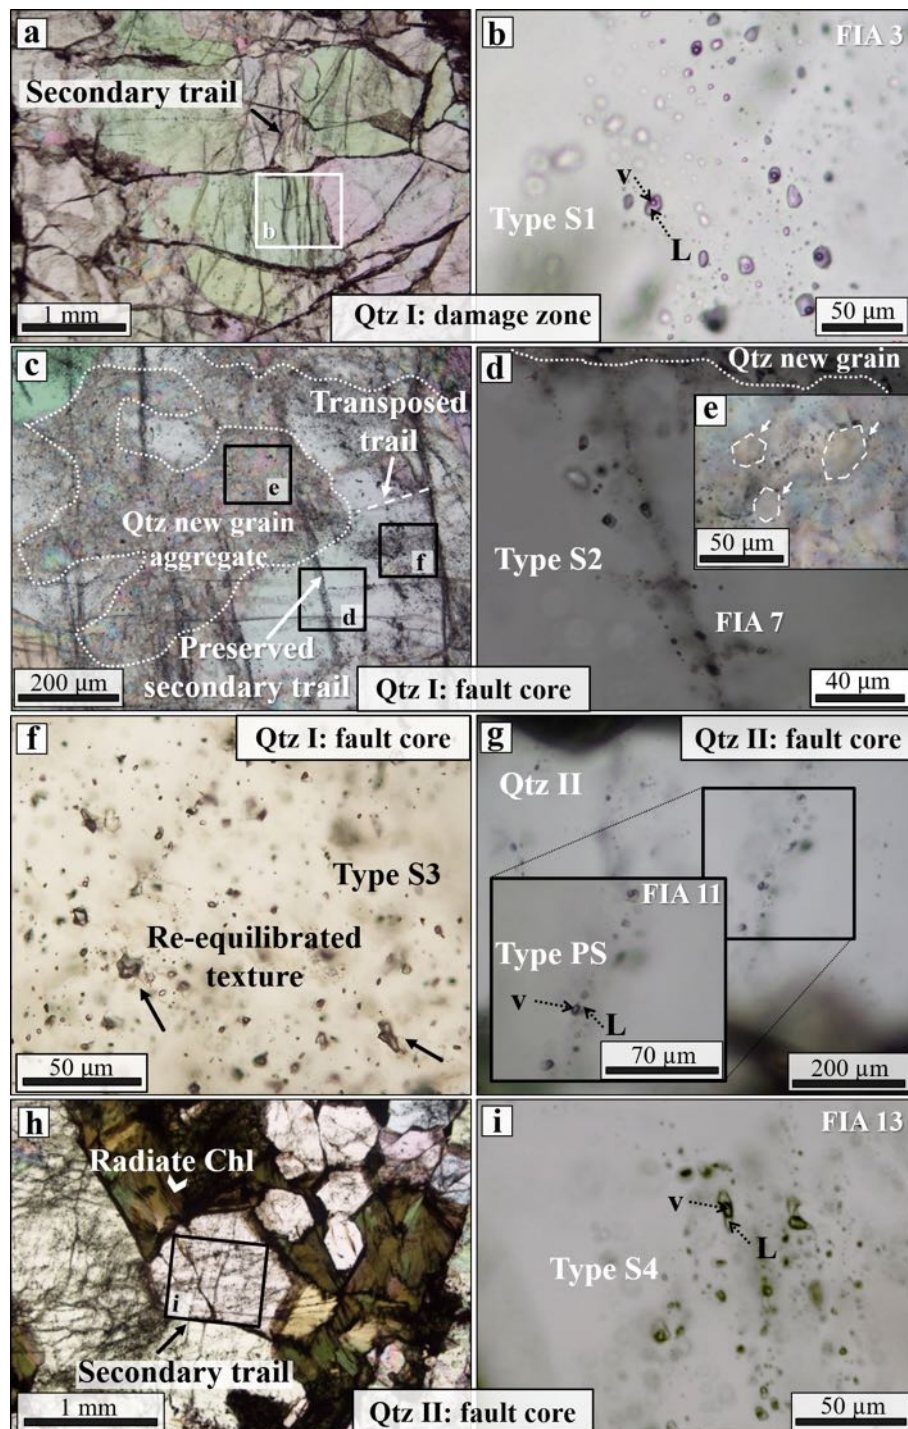 a
Secondary trail
b
1 mm
Qtz I: damage zone
b
FIA 3
v
Type S1
L
50 µm
c
Transposed
trail
e
Qtz new grain
aggregate
f
d
Preserved
secondary trail
200 µm
Qtz I: fault core
d
Qtz new grain
e
50 µm
Type S2
FIA 7
40 µm
f
Qtz I: fault core
Type S3
Re-equilibrated
texture
50 µm
g
Qtz II: fault core
Qtz II
FIA 11
Type PS
v
L
70 µm
200 µm
h
Radiate Chl
i
Secondary trail
1 mm
Qtz II: fault core
i
FIA 13
v
L
Type S4
50 µm